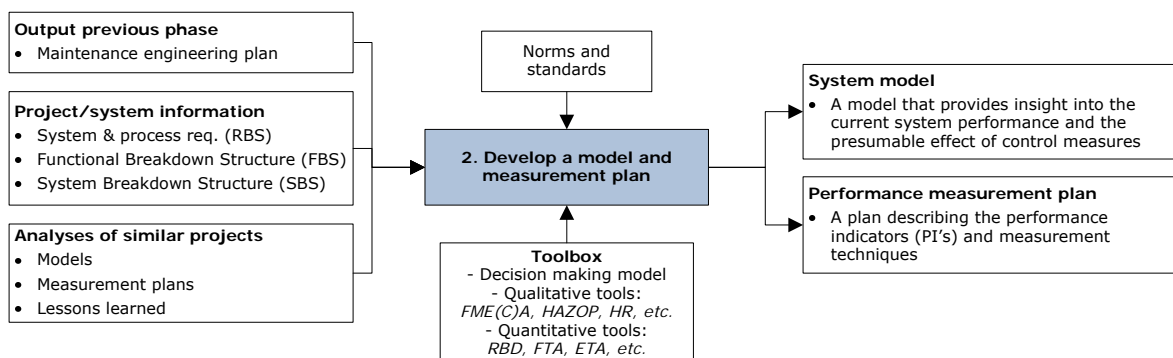 Output previous phase
• Maintenance engineering plan
Project/system information
• System & process req. (RBS)
• Functional Breakdown Structure (FBS)
• System Breakdown Structure (SBS)
Analyses of similar projects
• Models
• Measurement plans
• Lessons learned
Norms and
standards
2. Develop a model and
measurement plan
Toolbox
- Decision making model
- Qualitative tools:
FME(C)A, HAZOP, HR, etc.
- Quantitative tools:
RBD, FTA, ETA, etc.
System model
• A model that provides insight into the
current system performance and the
presumable effect of control measures
Performance measurement plan
• A plan describing the performance
indicators (PI's) and measurement
techniques